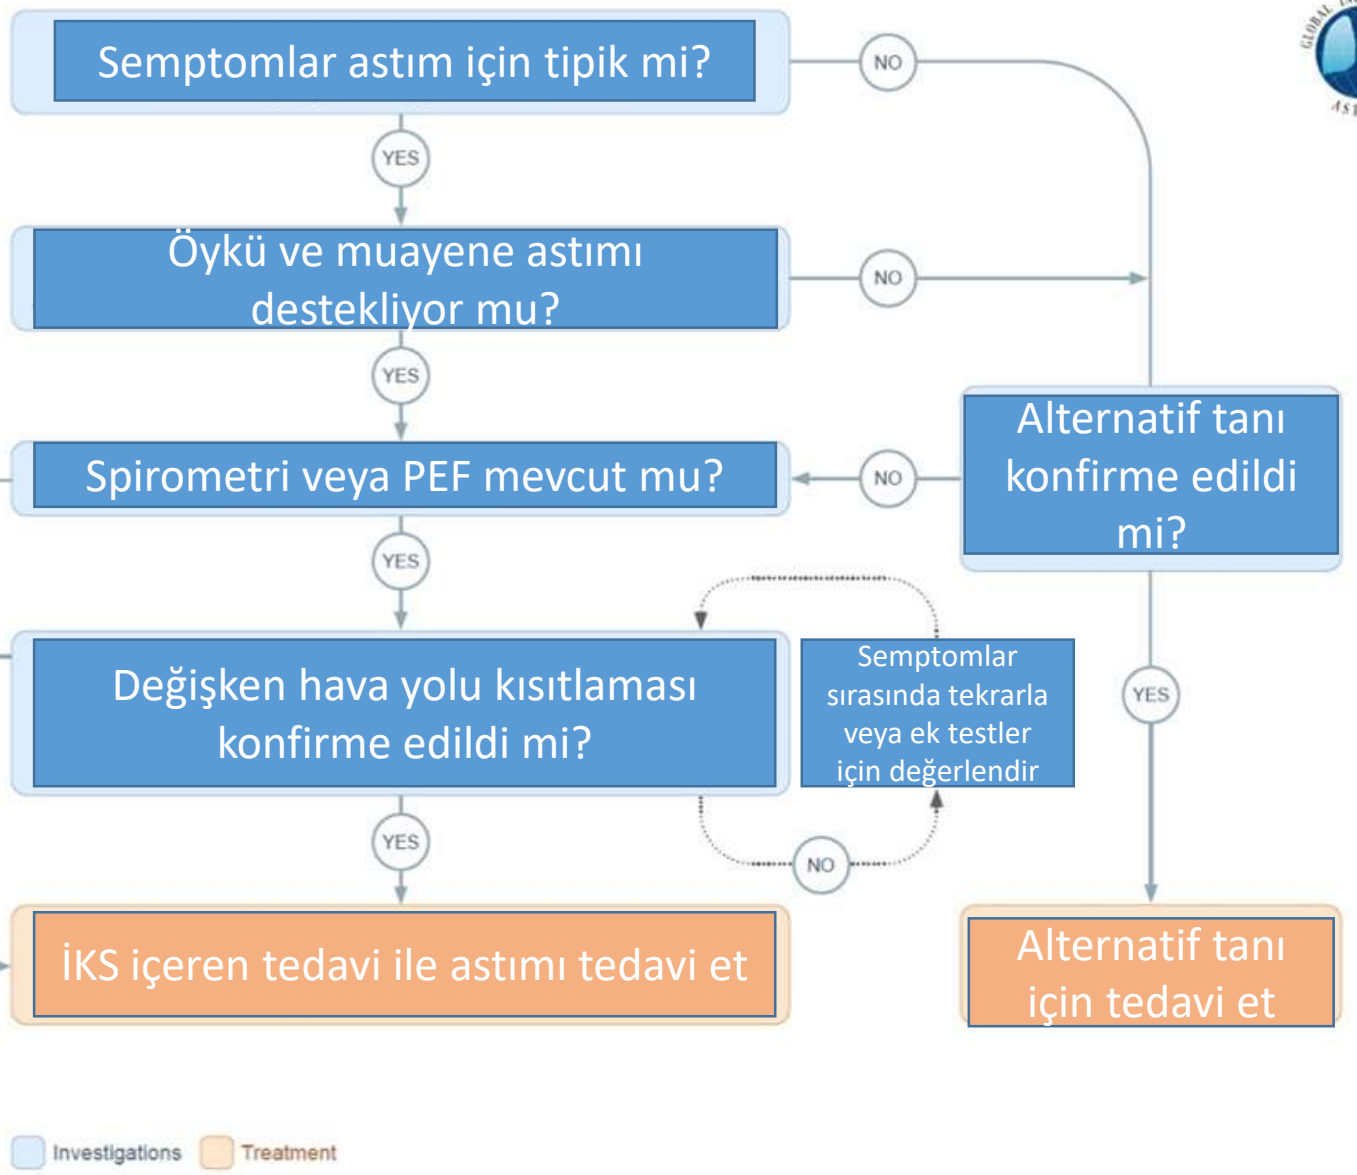 Semptomlar astım için tipik mi?
NO
GLOBAL
YES
Öykü ve muayene astımı
destekliyor mu?
NO
YES
Spirometri veya PEF mevcut mu?
NO
Alternatif tanı
konfirme edildi
mi?
YES
Değişken hava yolu kısıtlaması
konfirme edildi mi?
Semptomlar
sırasında tekrarla
veya ek testler
için değerlendir
YES
YES
NO
İKS içeren tedavi ile astımı tedavi et
Alternatif tanı
için tedavi et
Investigations
Treatment